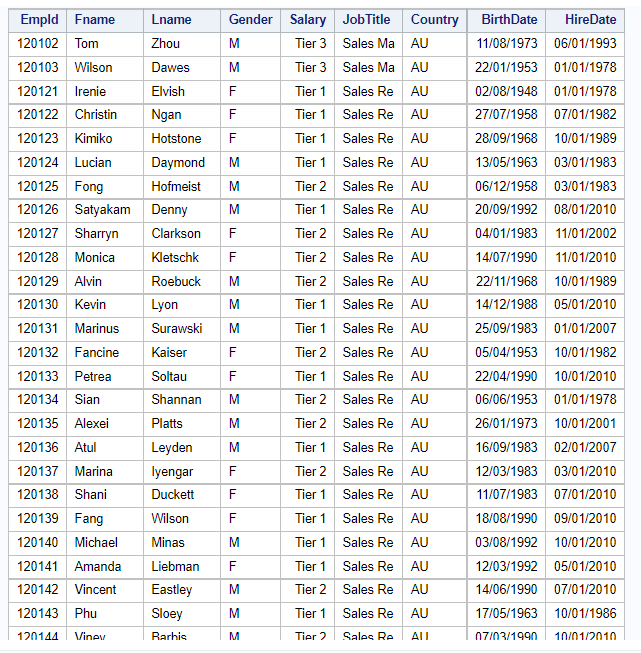 EmpId Fname Lname Gender Salary JobTitle Country BirthDate HireDate
120102 Tom Zhou M Tier 3 Sales Ma AU 11/08/1973 06/01/1993
120103 Wilson Dawes M Tier 3 Sales Ma AU 22/01/1953 01/01/1978
120121 Irenie Elvish F Tier 1 Sales Re AU 02/08/1948 01/01/1978
120122 Christin Ngan F Tier 1 Sales Re AU 27/07/1958 07/01/1982
120123 Kimiko Hotstone F Tier 1 Sales Re AU 28/09/1968 10/01/1989
120124 Lucian Daymond M Tier 1 Sales Re AU 13/05/1963 03/01/1983
120125 Fong Hofmeist M Tier 2 Sales Re AU 06/12/1958 03/01/1983
120126 Satyakam Denny M Tier 1 Sales Re AU 20/09/1992 08/01/2010
120127 Sharryn Clarkson F Tier 2 Sales Re AU 04/01/1983 11/01/2002
120128 Monica Kletschk F Tier 2 Sales Re AU 14/07/1990 11/01/2010
120129 Alvin Roebuck M Tier 2 Sales Re AU 22/11/1968 10/01/1989
120130 Kevin Lyon M Tier 1 Sales Re AU 14/12/1988 05/01/2010
120131 Marinus Surawski M Tier 1 Sales Re AU 25/09/1983 01/01/2007
120132 Fancine Kaiser F Tier 2 Sales Re AU 05/04/1953 10/01/1982
120133 Petrea Soltau F Tier 1 Sales Re AU 22/04/1990 10/01/2010
120134 Sian Shannan M Tier 2 Sales Re AU 06/06/1953 01/01/1978
120135 Alexei Platts M Tier 2 Sales Re AU 26/01/1973 10/01/2001
120136 Atul Leyden M Tier 1 Sales Re AU 16/09/1983 02/01/2007
120137 Marina Iyengar F Tier 2 Sales Re AU 12/03/1983 03/01/2010
120138 Shani Duckett F Tier 1 Sales Re AU 11/07/1983 07/01/2010
120139 Fang Wilson F Tier 1 Sales Re AU 18/08/1990 09/01/2010
120140 Michael Minas M Tier 1 Sales Re AU 03/08/1992 10/01/2010
120141 Amanda Liebman F Tier 1 Sales Re AU 12/03/1992 05/01/2010
120142 Vincent Eastley M Tier 2 Sales Re AU 14/06/1990 07/01/2010
120143 Phu Sloey M Tier 1 Sales Re AU 17/05/1963 10/01/1986
120144 Viney Barbis M Tier 2 Sales Re AU 07/03/1990 10/01/2010